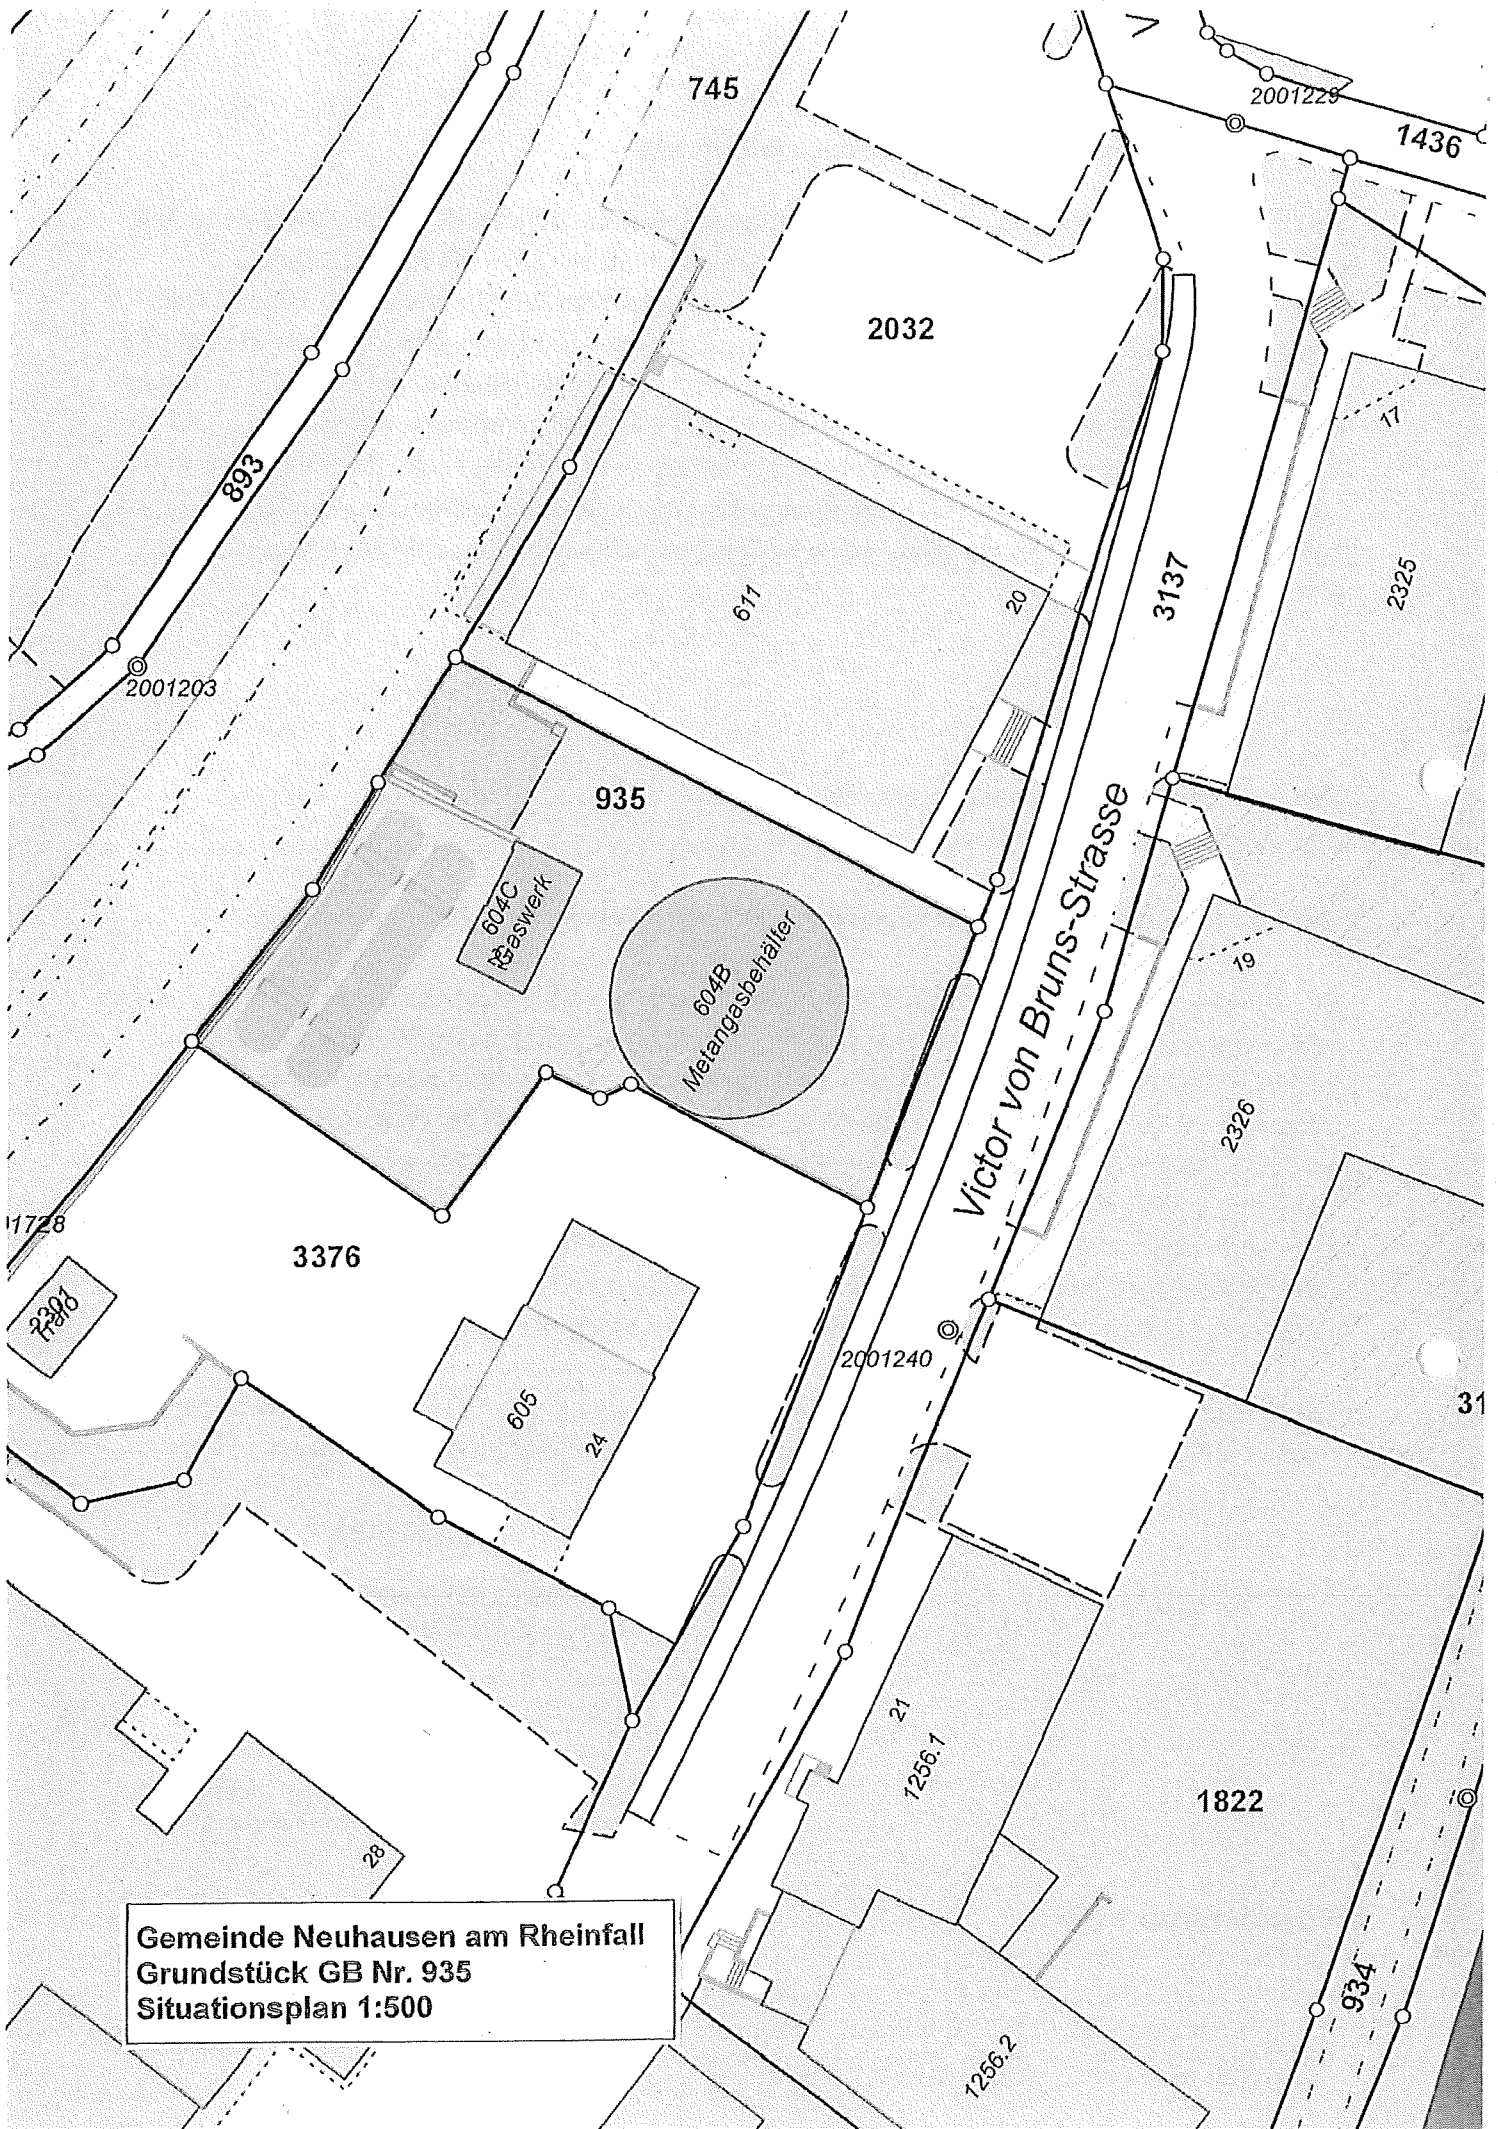 745
2001229
1436
2032
17
893
2325
611
20
3137
2001203
935
604C
Gaswerk
604B
Metangasbehälter
Victor von Bruns-Strasse
19
2326
3376
2301
Trafo
2001240
605
24
31
21
1256.1
1822
28
934
1256.2
Gemeinde Neuhausen am Rheinfall
Grundstück GB Nr. 935
Situationsplan 1:500